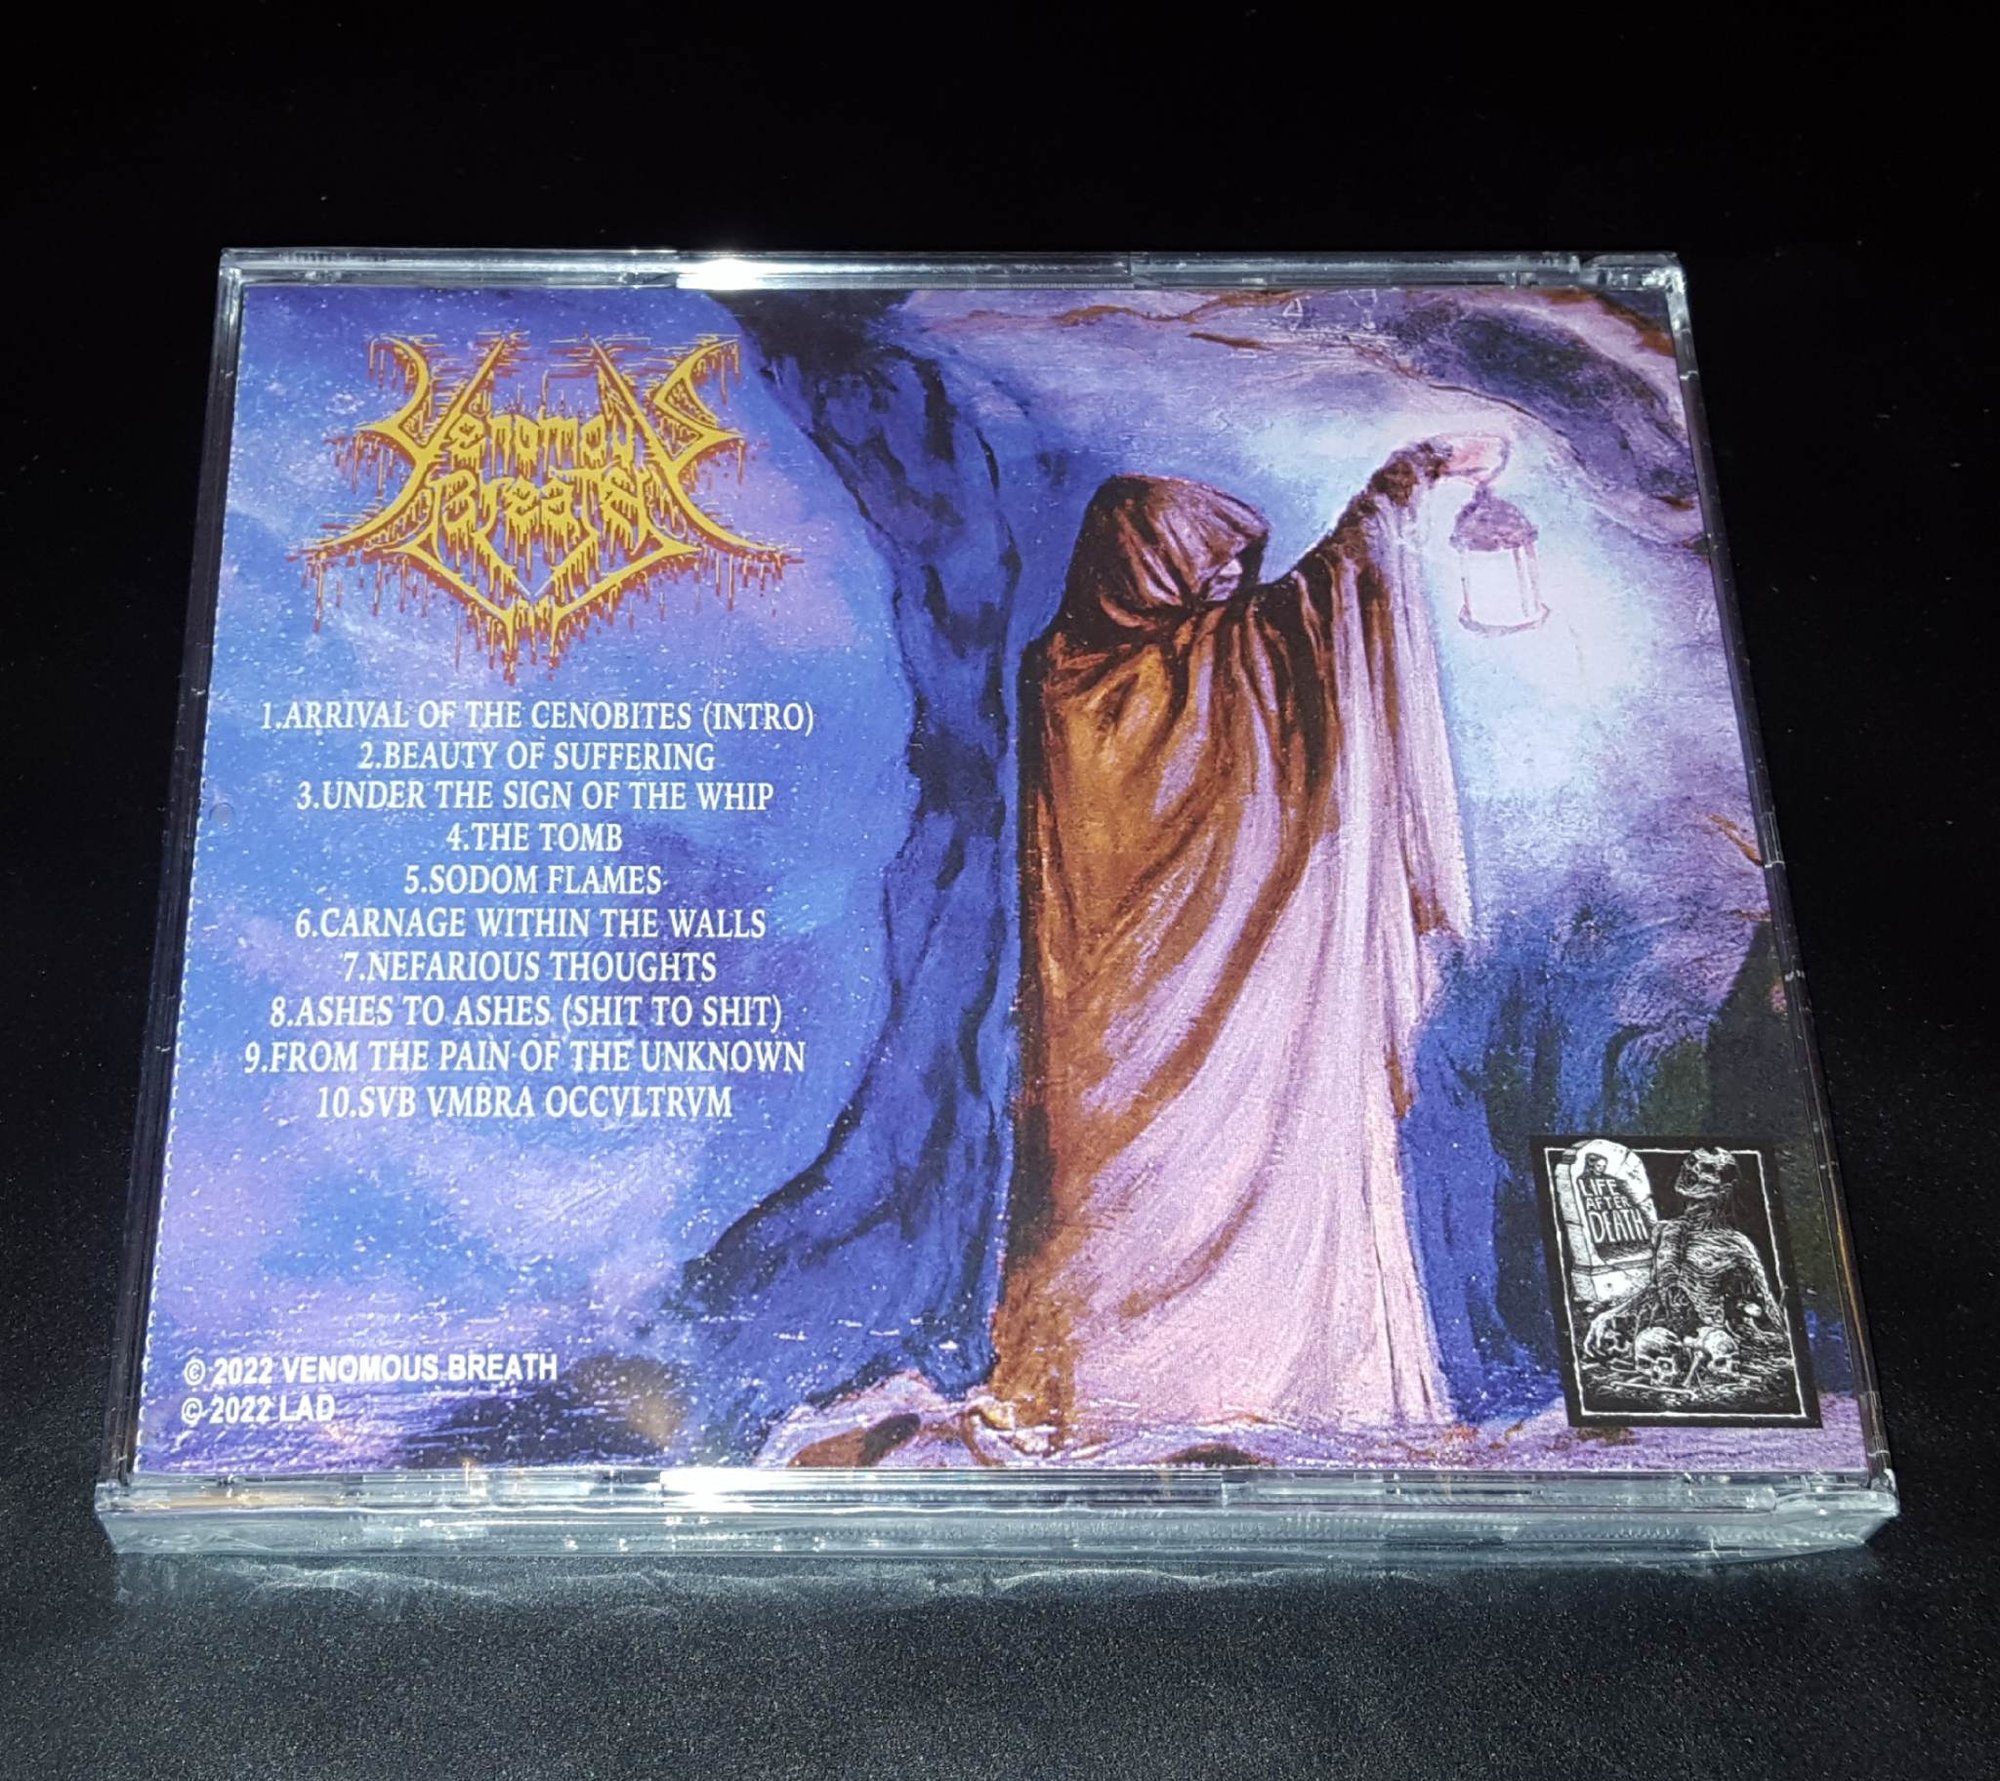 Venomous
Breath
1.ARRIVAL OF THE CENOBITES (INTRO)
2.BEAUTY OF SUFFERING
3.UNDER THE SIGN OF THE WHIP
4.THE TOMB
5.SODOM FLAMES
6.CARNAGE WITHIN THE WALLS
7.NEFARIOUS THOUGHTS
8.ASHES TO ASHES (SHIT TO SHIT)
9.FROM THE PAIN OF THE UNKNOWN
10.SVB VMBRA OCCVLTRVM
© 2022 VENOMOUS BREATH
© 2022 LAD
LIFE
AFTER
DEATH